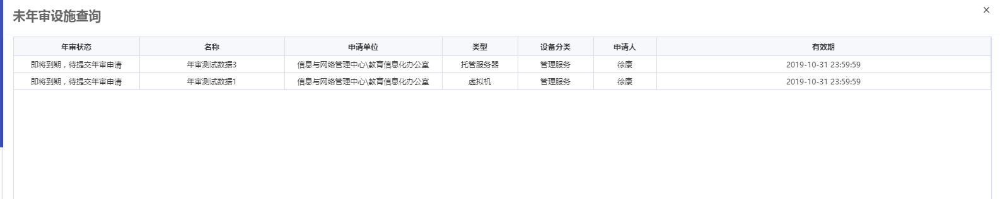 未年审设施查询
年审状态 名称 申请单位 类型 设备分类 申请人 有效期
即将到期，待提交年审申请 年审测试数据3 信息与网络管理中心\教育信息化办公室 托管服务器 管理服务 徐康 2019-10-31 23:59:59
即将到期，待提交年审申请 年审测试数据1 信息与网络管理中心\教育信息化办公室 虚拟机 管理服务 徐康 2019-10-31 23:59:59